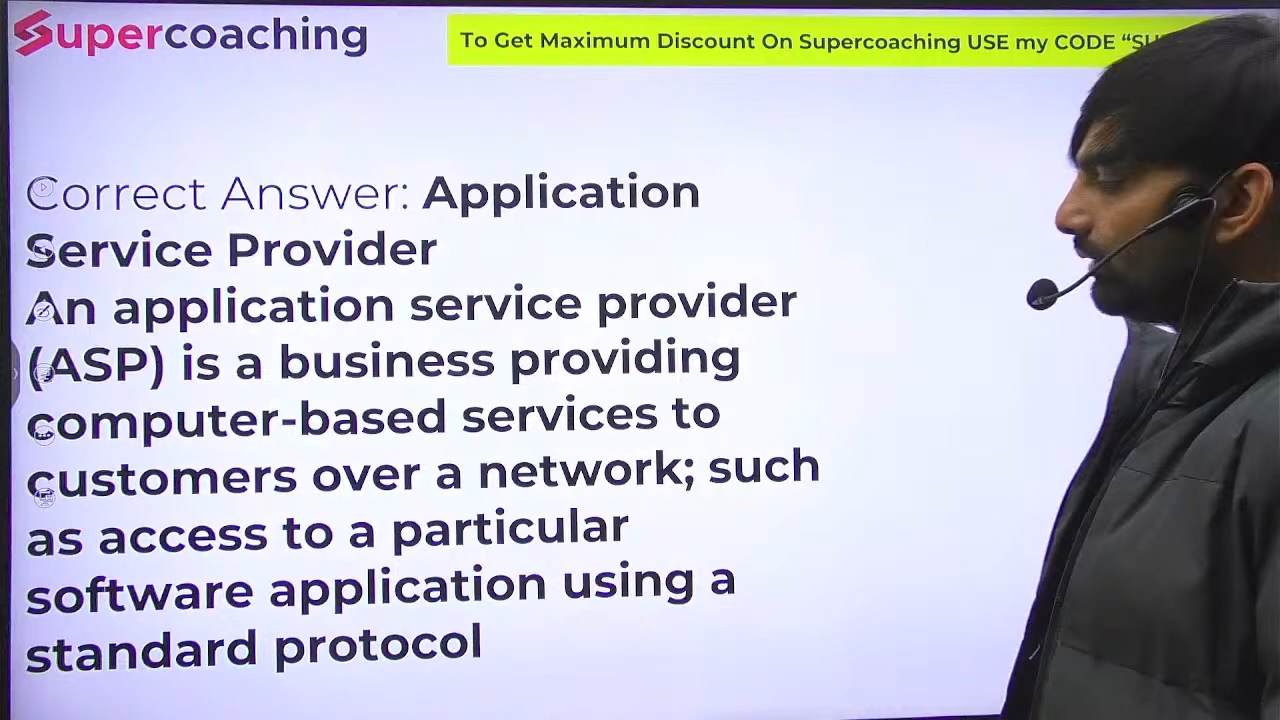 Supercoaching
To Get Maximum Discount On Supercoaching USE my CODE
Correct Answer: Application
Service Provider
An application service provider
(ASP) is a business providing
computer-based services to
customers over a network; such
as access to a particular
software application using a
standard protocol